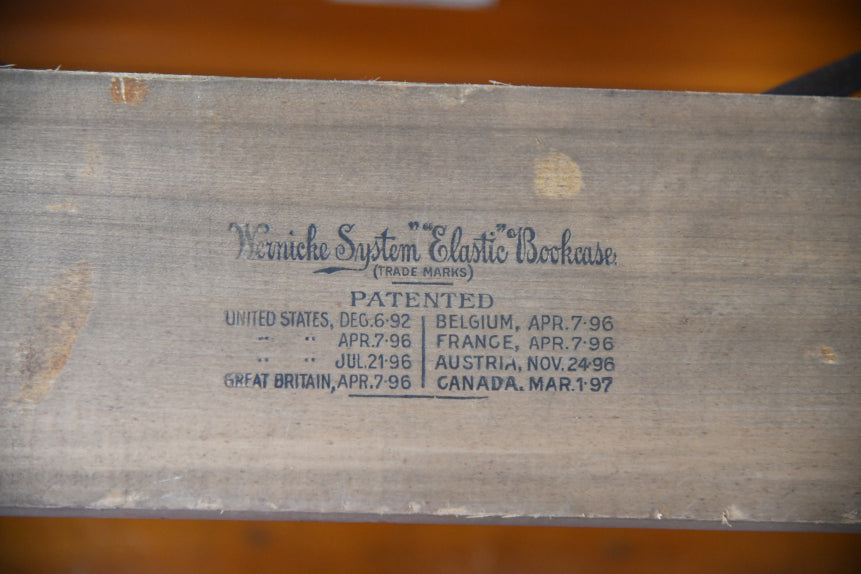 Wernicke System" "Elastic" Bookcase.
(TRADE MARKS)
PATENTED
UNITED STATES, DEC.6-92
" " APR.7-96
" " JUL.21-96
GREAT BRITAIN, APR.7-96
BELGIUM, APR.7-96
FRANCE, APR.7-96
AUSTRIA, NOV.24-96
CANADA. MAR.1-97